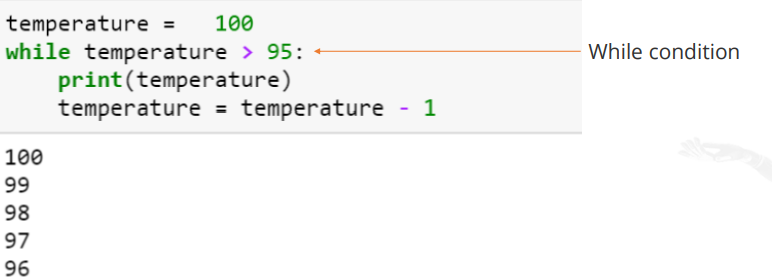 temperature =   100
while temperature > 95:
    print(temperature)
    temperature = temperature - 1
While condition
100
99
98
97
96